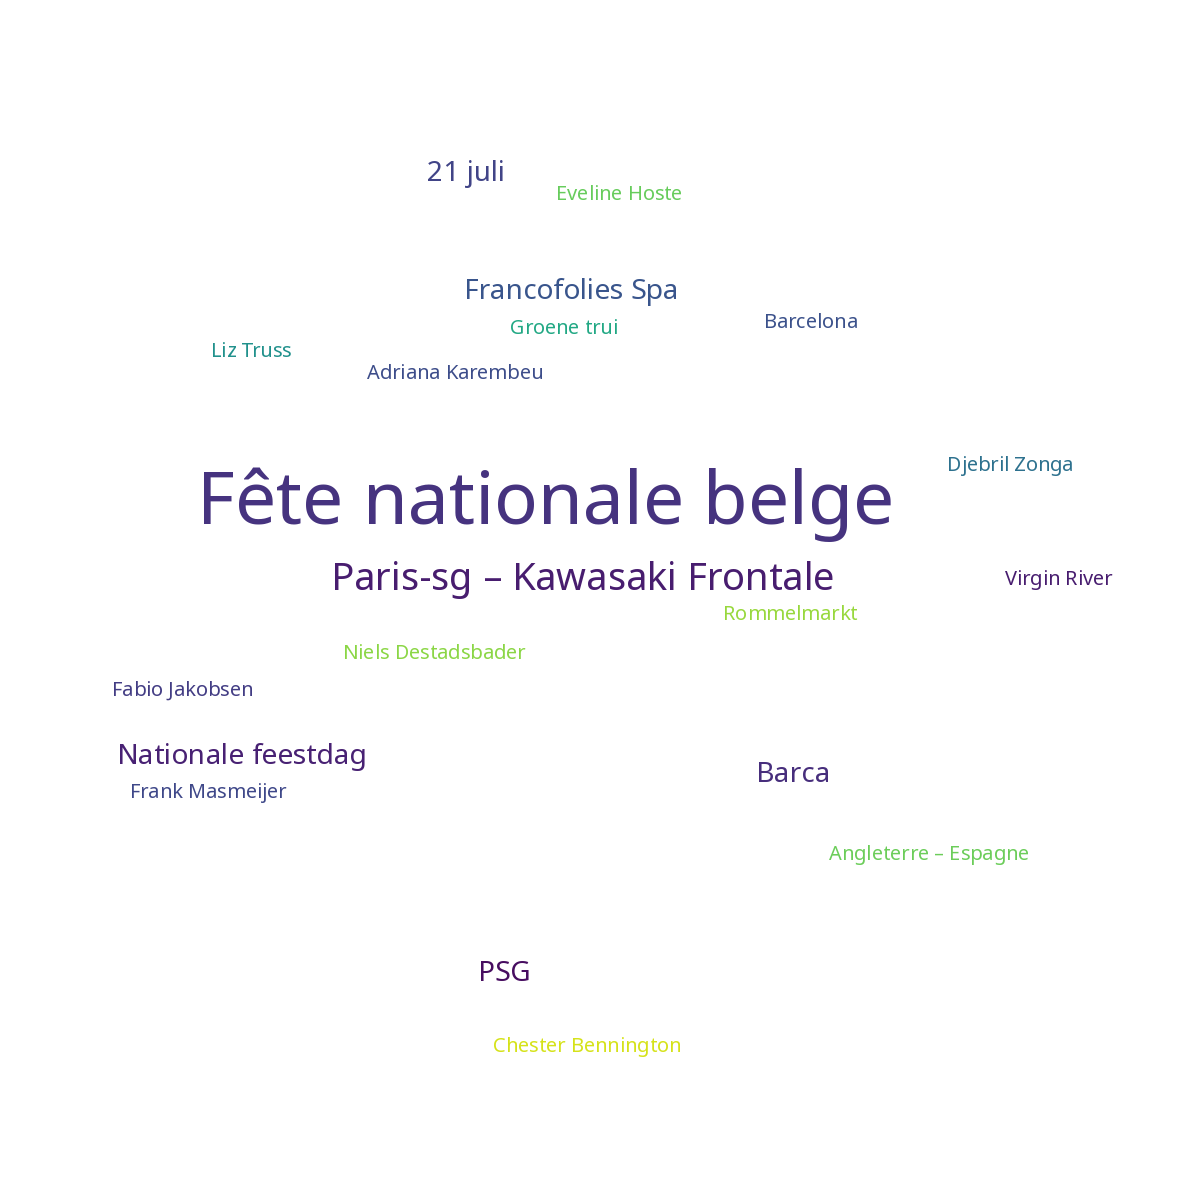 21 juli
Eveline Hoste
Francofolies Spa
Barcelona
Groene trui
Liz Truss
Adriana Karembeu
Djebril Zonga
Fête nationale belge
Paris-sg – Kawasaki Frontale
Virgin River
Rommelmarkt
Niels Destadsbader
Fabio Jakobsen
Nationale feestdag
Barca
Frank Masmeijer
Angleterre – Espagne
PSG
Chester Bennington